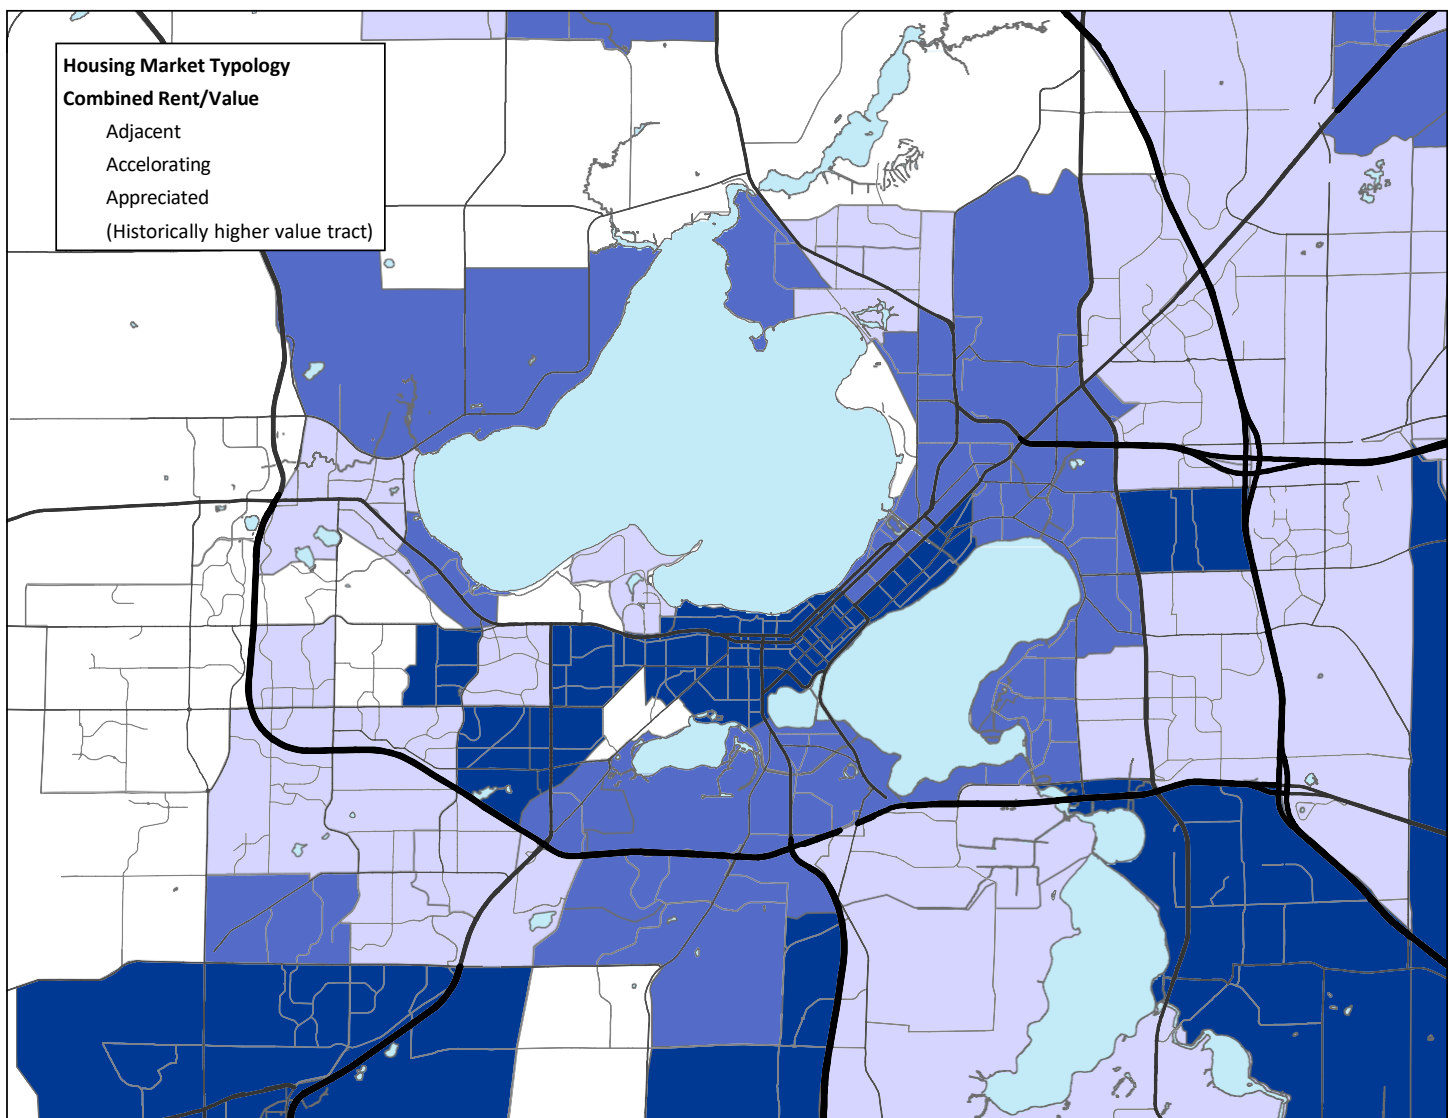 Housing Market Typology
Combined Rent/Value
Adjacent
Accelorating
Appreciated
(Historically higher value tract)